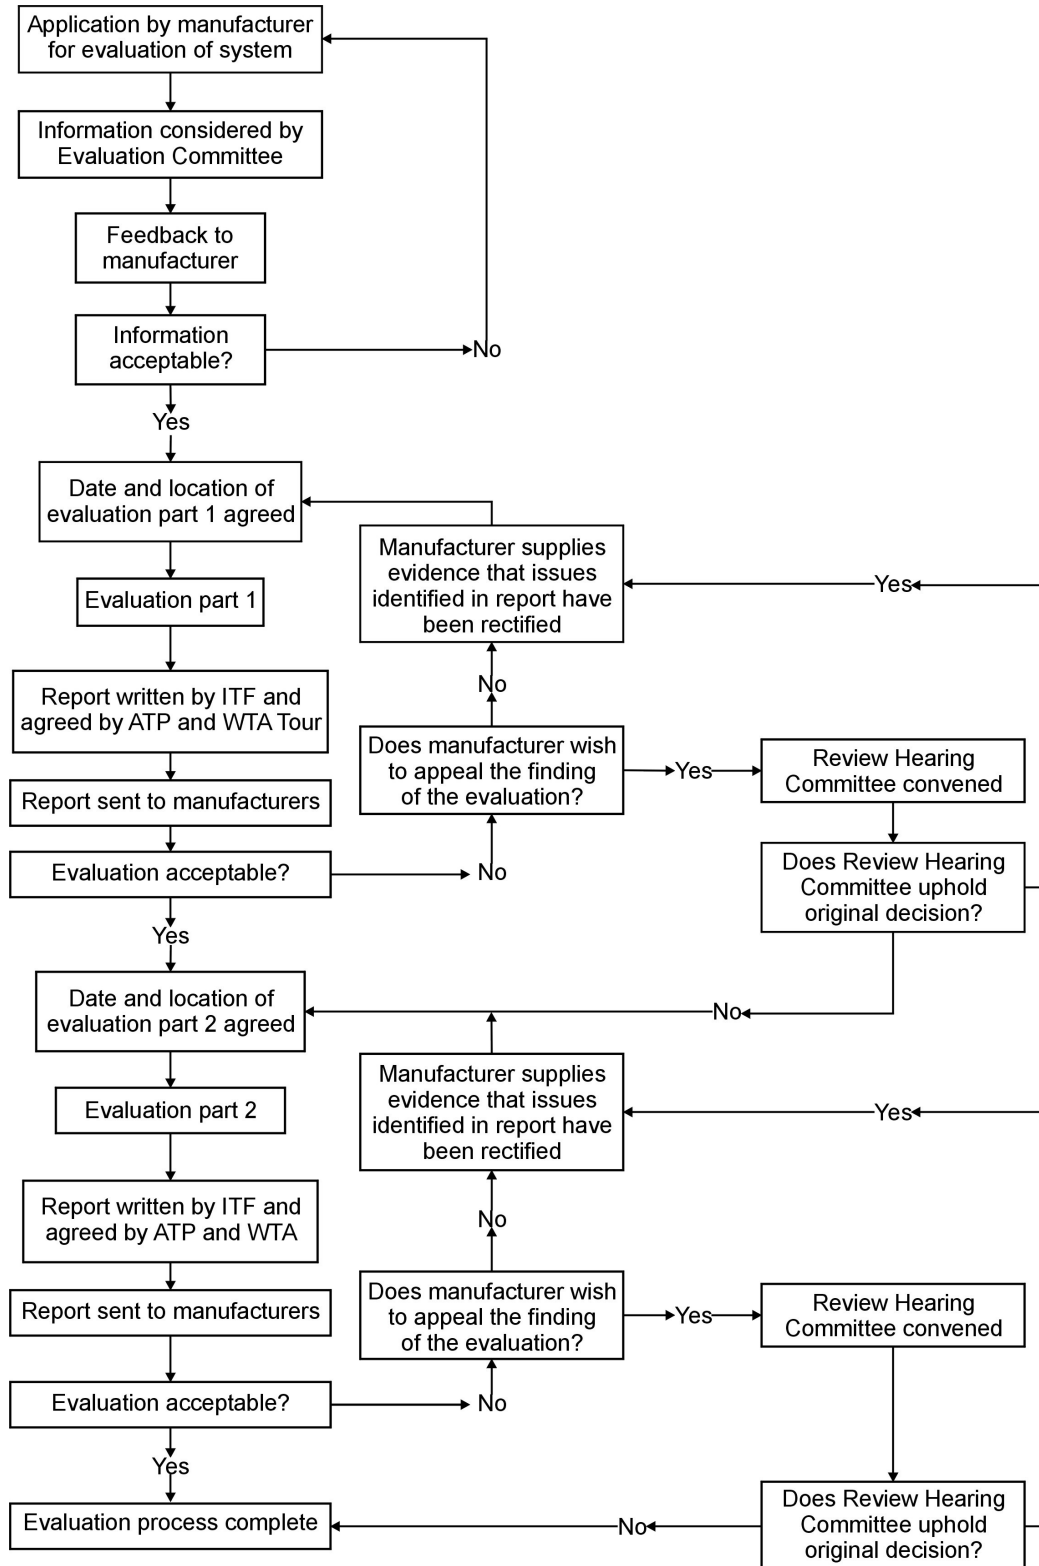 Application by manufacturer
for evaluation of system
Information considered by
Evaluation Committee
Feedback to
manufacturer
Information
acceptable?
No
Yes
Date and location of
evaluation part 1 agreed
Manufacturer supplies
evidence that issues
identified in report have
been rectified
Yes
Evaluation part 1
No
Report written by ITF and
agreed by ATP and WTA Tour
Does manufacturer wish
to appeal the finding
of the evaluation?
Yes
Review Hearing
Committee convened
Report sent to manufacturers
Evaluation acceptable?
No
Does Review Hearing
Committee uphold
original decision?
Yes
Date and location of
evaluation part 2 agreed
No
Manufacturer supplies
evidence that issues
identified in report have
been rectified
Yes
Evaluation part 2
No
Report written by ITF and
agreed by ATP and WTA
Does manufacturer wish
to appeal the finding
of the evaluation?
Yes
Review Hearing
Committee convened
Report sent to manufacturers
Evaluation acceptable?
No
Yes
Evaluation process complete
No
Does Review Hearing
Committee uphold
original decision?